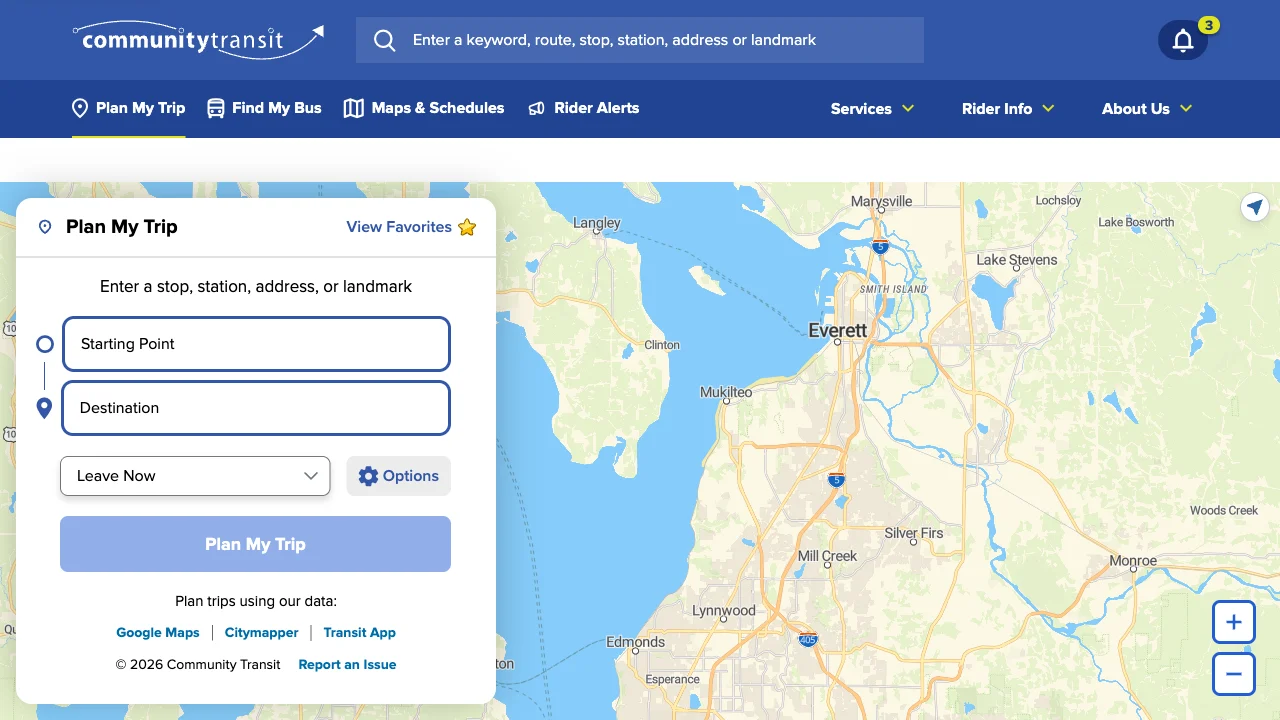 communitytransit
Enter a keyword, route, stop, station, address or landmark
3
Plan My Trip
Find My Bus
Maps & Schedules
Rider Alerts
Services
Rider Info
About Us
Plan My Trip
View Favorites
Enter a stop, station, address, or landmark
Starting Point
Destination
Leave Now
Options
Plan My Trip
Plan trips using our data:
Google Maps | Citymapper | Transit App
© 2026 Community Transit Report an Issue
Marysville
Lochsloy
Langley
Lake Bosworth
5
Lake Stevens
SMITH ISLAND
Everett
Clinton
Mukilteo
5
Woods Creek
Silver Firs
Mill Creek
Monroe
Lynnwood
405
Edmonds
Esperance
+
−